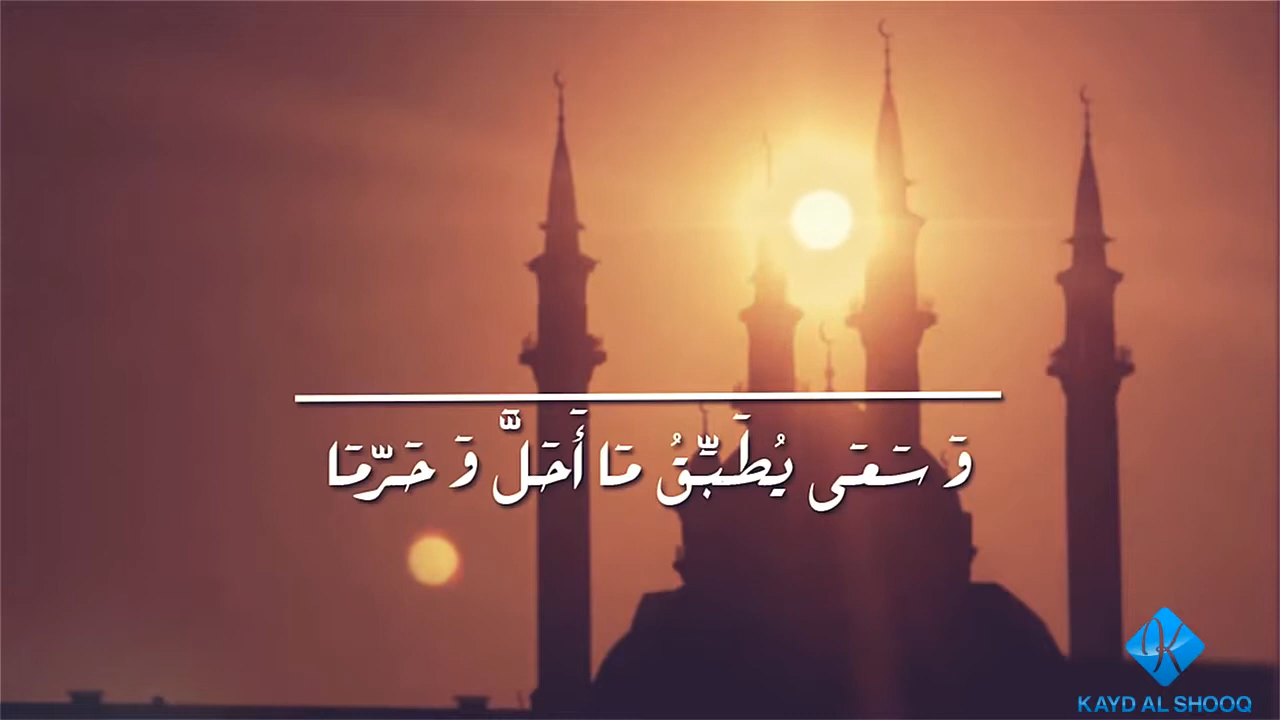 وَ سَعَى يُطَبِّقُ مَا أَحَلَّ وَ حَرَّمَا
KAYD AL SHOOQ